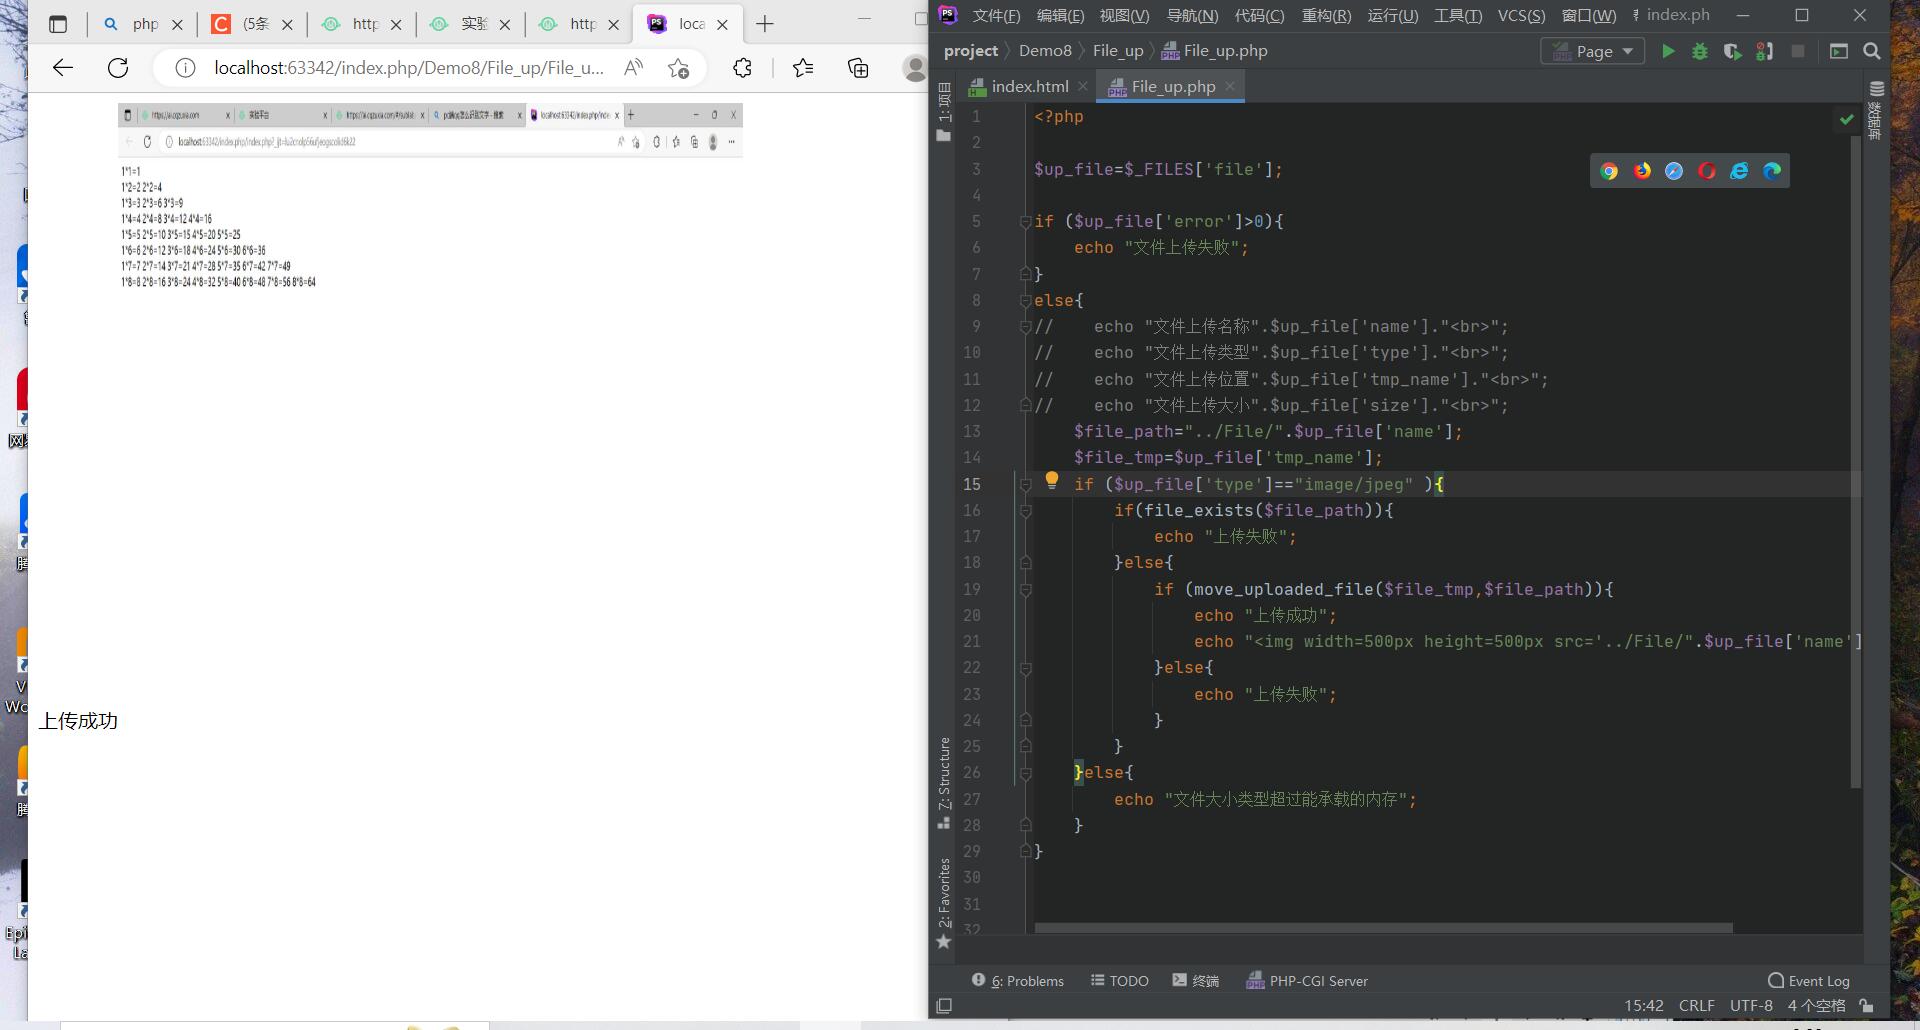 php
(5条
http
实验
http
loca
localhost:63342/index.php/Demo8/File_up/File_u...
https://ai.cqzuxia.com
实验平台
localhost:63342/index.php/inde
1*1=1
1*2=2 2*2=4
1*3=3 2*3=6 3*3=9
1*4=4 2*4=8 3*4=12 4*4=16
1*5=5 2*5=10 3*5=15 4*5=20 5*5=25
1*6=6 2*6=12 3*6=18 4*6=24 5*6=30 6*6=36
1*7=7 2*7=14 3*7=21 4*7=28 5*7=35 6*7=42 7*7=49
1*8=8 2*8=16 3*8=24 4*8=32 5*8=40 6*8=48 7*8=56 8*8=64
上传成功
文件(F) 编辑(E) 视图(V) 导航(N) 代码(C) 重构(R) 运行(U) 工具(T) VCS(S) 窗口(W) index.ph
project Demo8 File_up File_up.php
Page
index.html File_up.php
1: 项目
数据库
7: Structure
2: Favorites
1 <?php
2
3 $up_file=$_FILES['file'];
4
5 if ($up_file['error']>0){
6 echo "文件上传失败";
7 }
8 else{
9 // echo "文件上传名称".$up_file['name']."<br>";
10 // echo "文件上传类型".$up_file['type']."<br>";
11 // echo "文件上传位置".$up_file['tmp_name']."<br>";
12 // echo "文件上传大小".$up_file['size']."<br>";
13 $file_path="../File/".$up_file['name'];
14 $file_tmp=$up_file['tmp_name'];
15 if ($up_file['type']=="image/jpeg" ){
16 if(file_exists($file_path)){
17 echo "上传失败";
18 }else{
19 if (move_uploaded_file($file_tmp,$file_path)){
20 echo "上传成功";
21 echo "<img width=500px height=500px src='../File/".$up_file['name']
22 }else{
23 echo "上传失败";
24 }
25 }
26 }else{
27 echo "文件大小类型超过能承载的内存";
28 }
29 }
30
31
32
6: Problems TODO 终端 PHP-CGI Server Event Log
15:42 CRLF UTF-8 4 个空格